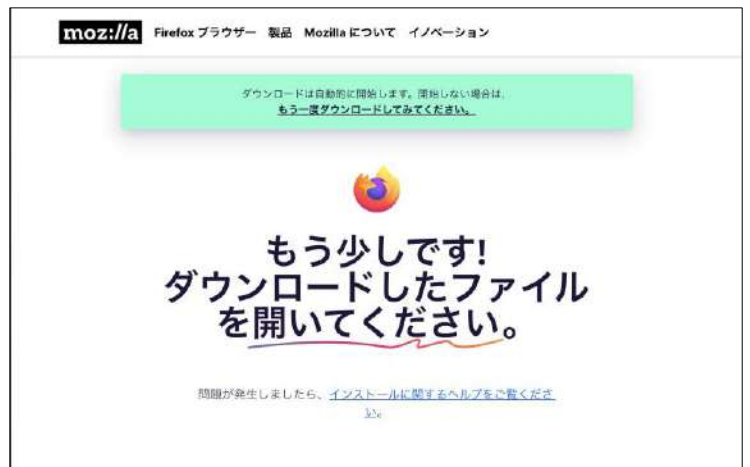 moz://a Firefox ブラウザー 製品 Mozilla について イノベーション
ダウンロードは自動的に開始します。開始しない場合は、
もう一度ダウンロードしてみてください。
もう少しです!
ダウンロードしたファイル
を開いてください。
問題が発生しましたら、インストールに関するヘルプをご覧くださ
い。